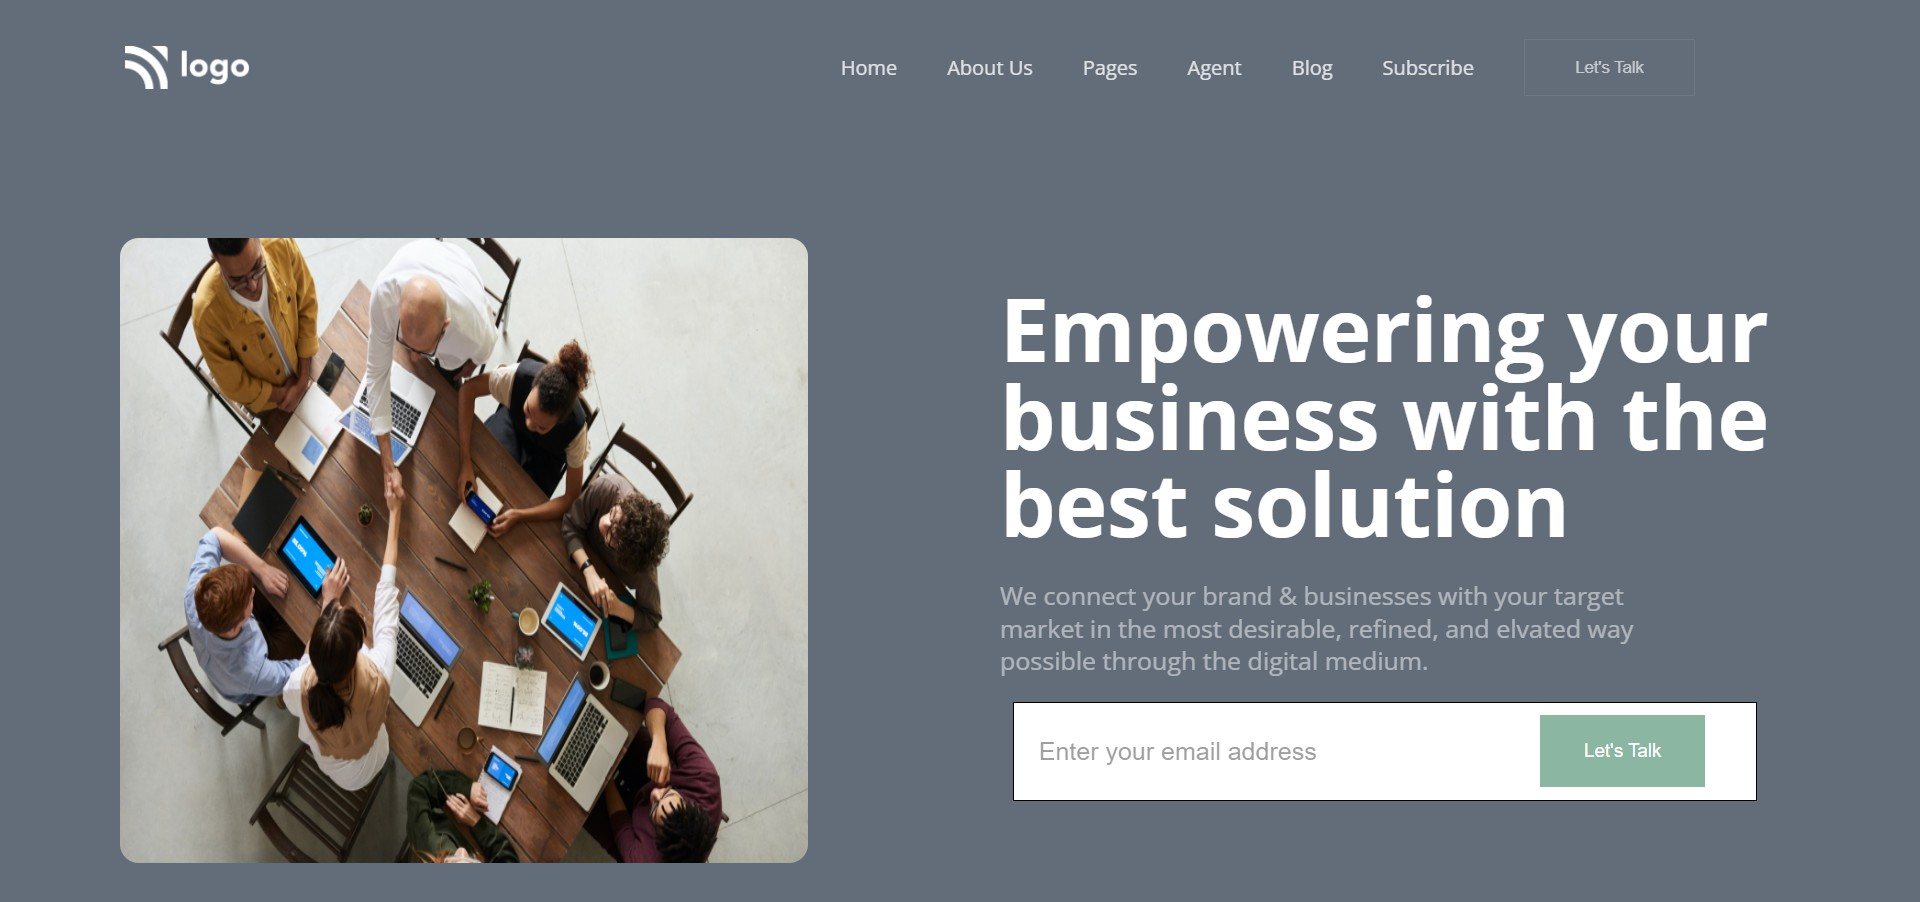 logo
Home
About Us
Pages
Agent
Blog
Subscribe
Let's Talk
Empowering your
business with the
best solution
We connect your brand & businesses with your target
market in the most desirable, refined, and elvated way
possible through the digital medium.
Enter your email address
Let's Talk